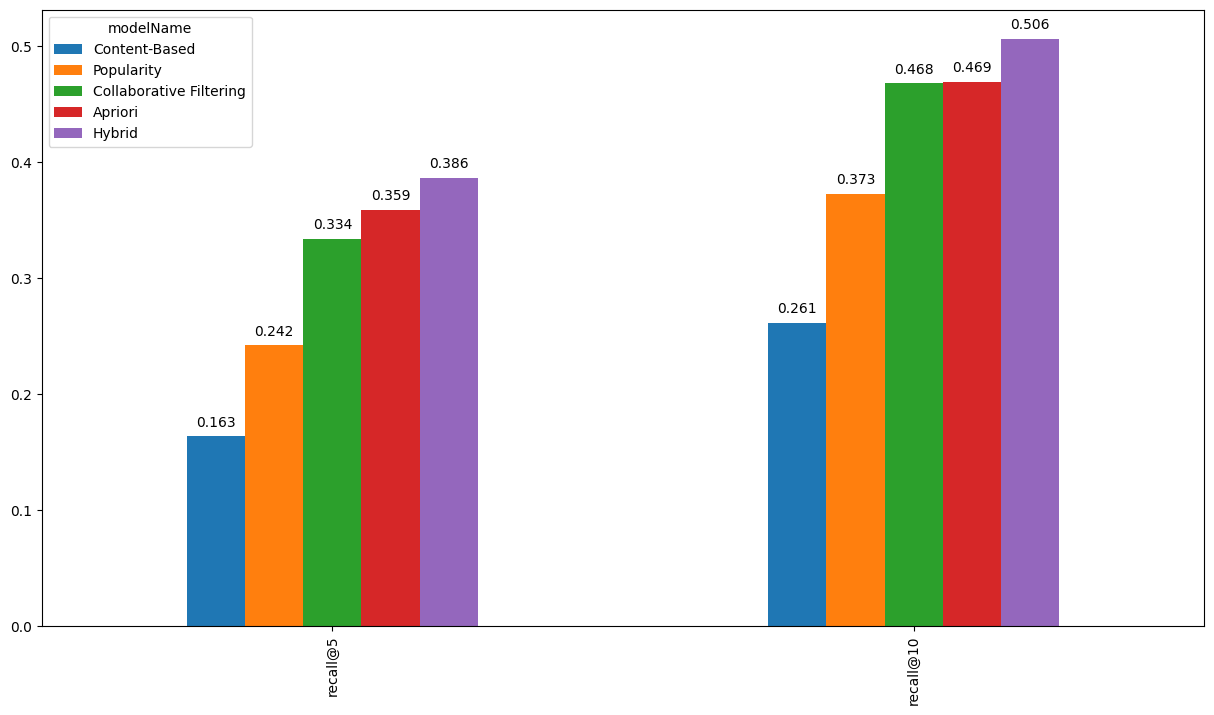 modelName
Content-Based
Popularity
Collaborative Filtering
Apriori
Hybrid
0.5
0.4
0.3
0.2
0.1
0.0
0.163
0.242
0.334
0.359
0.386
0.261
0.373
0.468
0.469
0.506
recall@5
recall@10